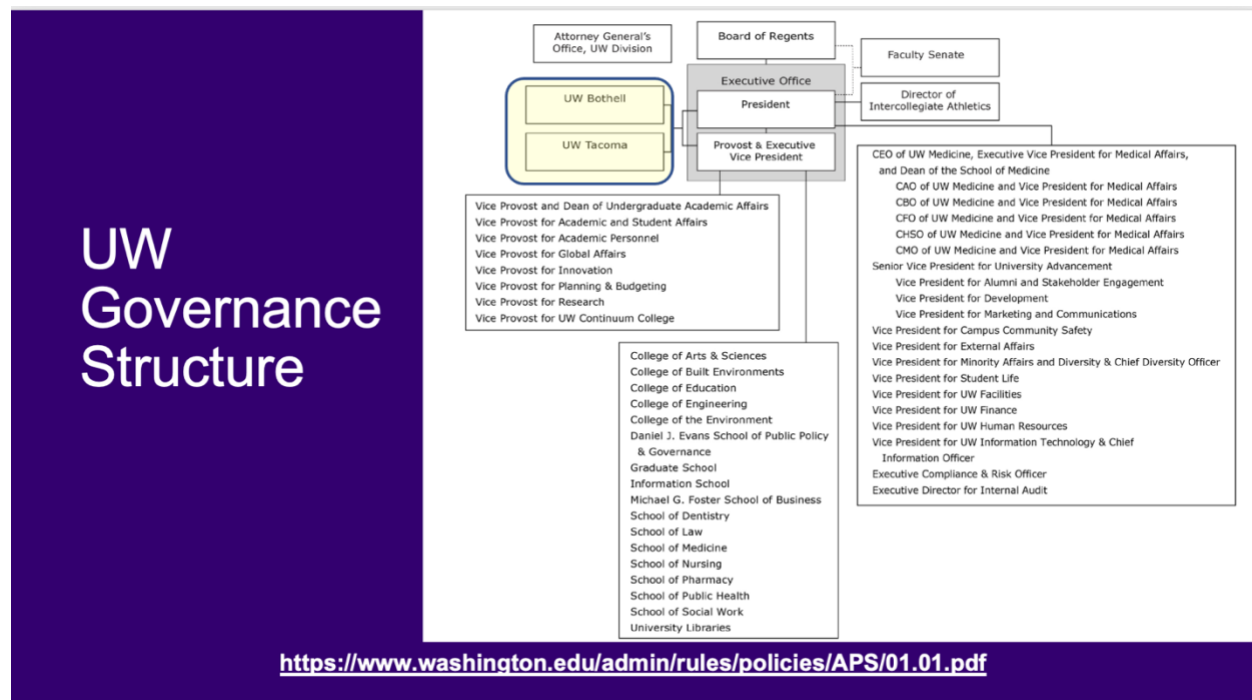 UW
Governance
Structure
Attorney General's
Office, UW Division
Board of Regents
Faculty Senate
Executive Office
UW Bothell
President
Director of
Intercollegiate Athletics
UW Tacoma
Provost & Executive
Vice President
CEO of UW Medicine, Executive Vice President for Medical Affairs,
and Dean of the School of Medicine
CAO of UW Medicine and Vice President for Medical Affairs
CBO of UW Medicine and Vice President for Medical Affairs
CFO of UW Medicine and Vice President for Medical Affairs
CHSO of UW Medicine and Vice President for Medical Affairs
CMO of UW Medicine and Vice President for Medical Affairs
Senior Vice President for University Advancement
Vice President for Alumni and Stakeholder Engagement
Vice President for Development
Vice President for Marketing and Communications
Vice President for Campus Community Safety
Vice President for External Affairs
Vice President for Minority Affairs and Diversity & Chief Diversity Officer
Vice President for Student Life
Vice President for UW Facilities
Vice President for UW Finance
Vice President for UW Human Resources
Vice President for UW Information Technology & Chief
Information Officer
Executive Compliance & Risk Officer
Executive Director for Internal Audit
Vice Provost and Dean of Undergraduate Academic Affairs
Vice Provost for Academic and Student Affairs
Vice Provost for Academic Personnel
Vice Provost for Global Affairs
Vice Provost for Innovation
Vice Provost for Planning & Budgeting
Vice Provost for Research
Vice Provost for UW Continuum College
College of Arts & Sciences
College of Built Environments
College of Education
College of Engineering
College of the Environment
Daniel J. Evans School of Public Policy
& Governance
Graduate School
Information School
Michael G. Foster School of Business
School of Dentistry
School of Law
School of Medicine
School of Nursing
School of Pharmacy
School of Public Health
School of Social Work
University Libraries
https://www.washington.edu/admin/rules/policies/APS/01.01.pdf